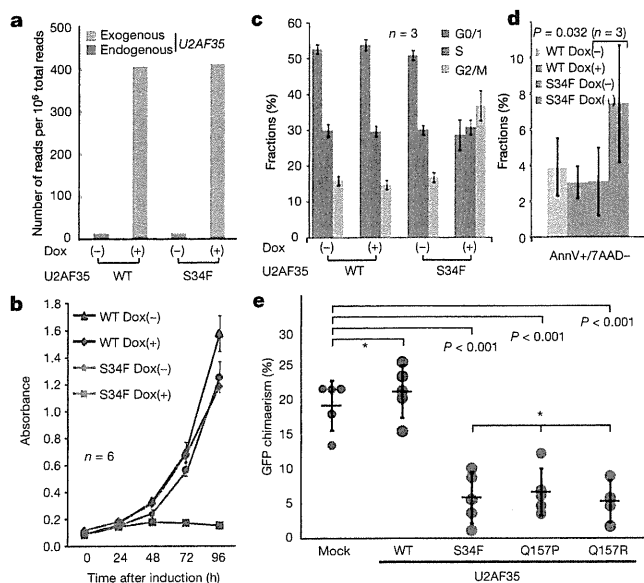 a
Exogenous
Endogenous
U2AF35
Number of reads per 10⁶ total reads
500
400
300
200
100
0
Dox (–) (+) (–) (+)
U2AF35 WT S34F
c
n = 3
G0/1
S
G2/M
Fractions (%)
60
50
40
30
20
10
0
Dox (–) (+) (–) (+)
U2AF35 WT S34F
d
P = 0.032 (n = 3)
WT Dox(–)
WT Dox(+)
S34F Dox(–)
S34F Dox(+)
Fractions (%)
10
8
6
4
2
0
AnnV+/7AAD–
b
WT Dox(–)
WT Dox(+)
S34F Dox(–)
S34F Dox(+)
n = 6
Absorbance
1.8
1.6
1.4
1.2
1.0
0.8
0.6
0.4
0.2
0.0
0 24 48 72 96
Time after induction (h)
e
P < 0.001
P < 0.001
P < 0.001
*
*
GFP chimaerism (%)
30
25
20
15
10
5
0
Mock WT S34F Q157P Q157R
U2AF35